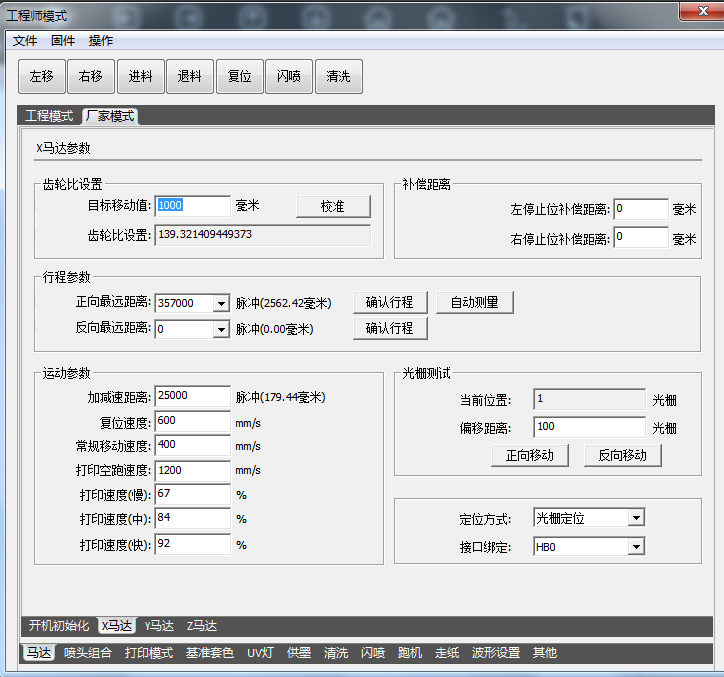 工程师模式
文件 固件 操作
左移 右移 进料 退料 复位 闪喷 清洗
工程模式 厂家模式
X马达参数
齿轮比设置
目标移动值: 1000 毫米 校准
齿轮比设置: 139.321409449373
补偿距离
左停止位补偿距离: 0 毫米
右停止位补偿距离: 0 毫米
行程参数
正向最远距离: 357000 脉冲(2562.42毫米) 确认行程 自动测量
反向最远距离: 0 脉冲(0.00毫米) 确认行程
运动参数
加减速距离: 25000 脉冲(179.44毫米)
复位速度: 600 mm/s
常规移动速度: 400 mm/s
打印空跑速度: 1200 mm/s
打印速度(慢): 67 %
打印速度(中): 84 %
打印速度(快): 92 %
光栅测试
当前位置: 1 光栅
偏移距离: 100 光栅
正向移动 反向移动
定位方式: 光栅定位
接口绑定: HB0
开机初始化 X马达 Y马达 Z马达
马达 喷头组合 打印模式 基准套色 UV灯 供墨 清洗 闪喷 跑机 走纸 波形设置 其他